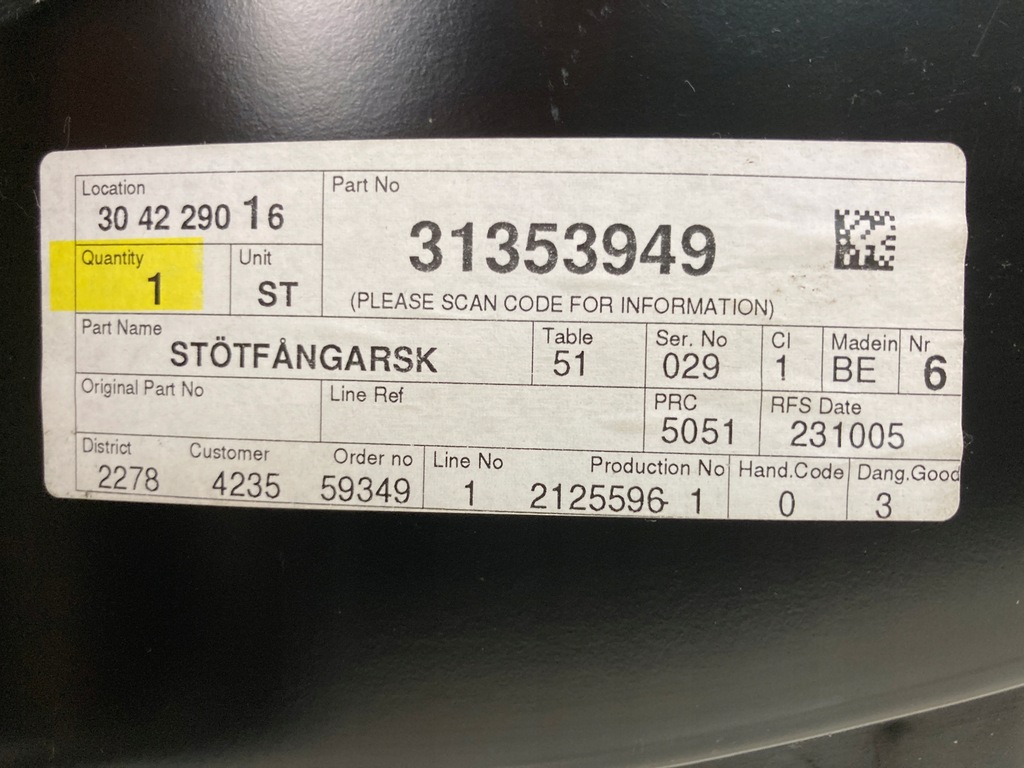 Location
30 42 290 16
Part No
31353949
(PLEASE SCAN CODE FOR INFORMATION)
Quantity
1
Unit
ST
Part Name
STÖTFÅNGARSK
Table
51
Ser. No
029
Cl
1
Madein
BE
Nr
6
Original Part No
Line Ref
PRC
5051
RFS Date
231005
District
2278
Customer
4235
Order no
59349
Line No
1
Production No
2125596- 1
Hand.Code
0
Dang.Good
3